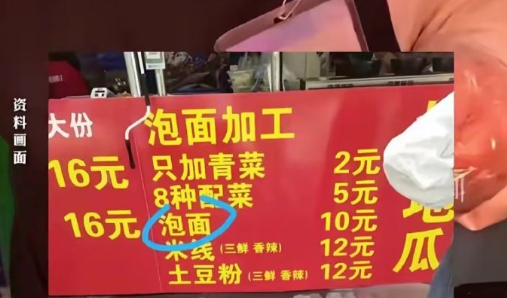 资料画面
大份
16元
16元
泡面加工
只加青菜 2元
8种配菜 5元
泡面 10元
米线(三鲜 香辣) 12元
土豆粉(三鲜 香辣) 12元
地瓜